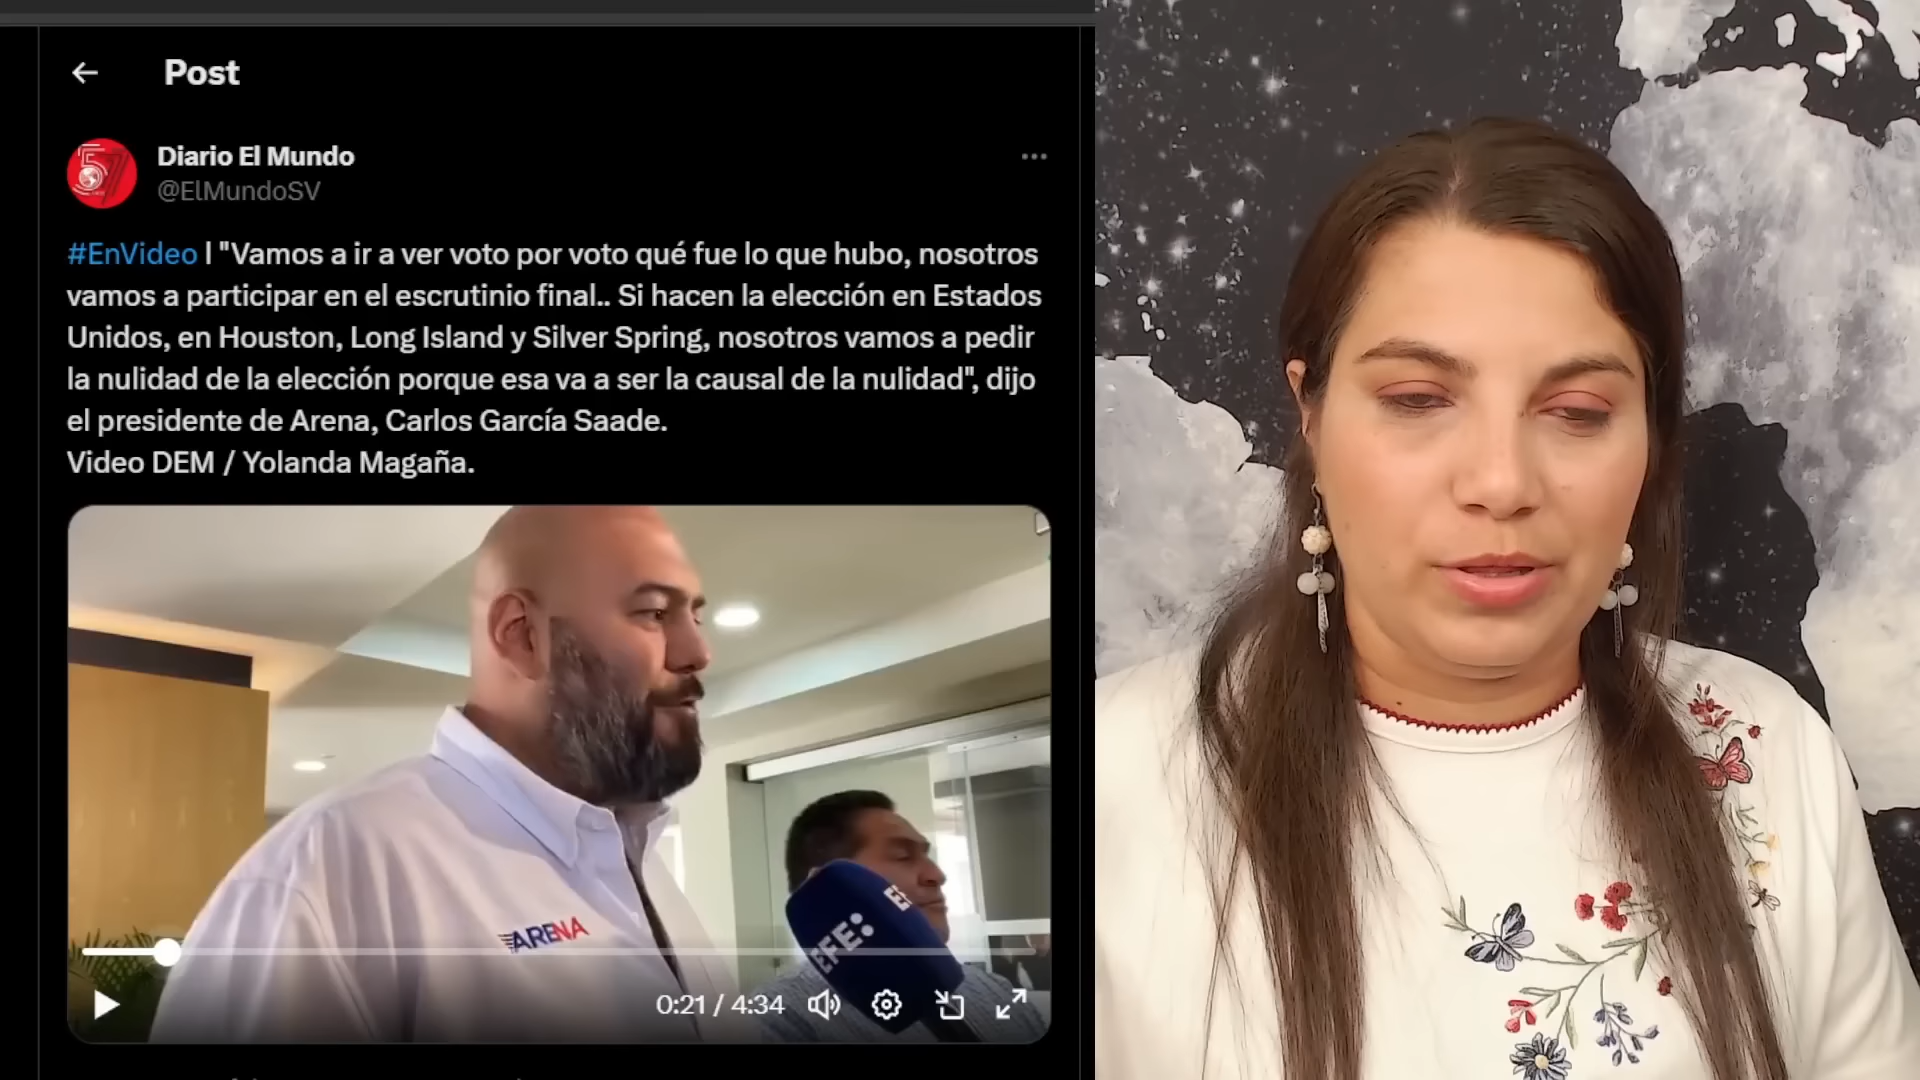 Post
57
Diario El Mundo
@ElMundoSV
#EnVideo l "Vamos a ir a ver voto por voto qué fue lo que hubo, nosotros
vamos a participar en el escrutinio final.. Si hacen la elección en Estados
Unidos, en Houston, Long Island y Silver Spring, nosotros vamos a pedir
la nulidad de la elección porque esa va a ser la causal de la nulidad", dijo
el presidente de Arena, Carlos García Saade.
Video DEM / Yolanda Magaña.
ARENA
EFE:
0:21 / 4:34